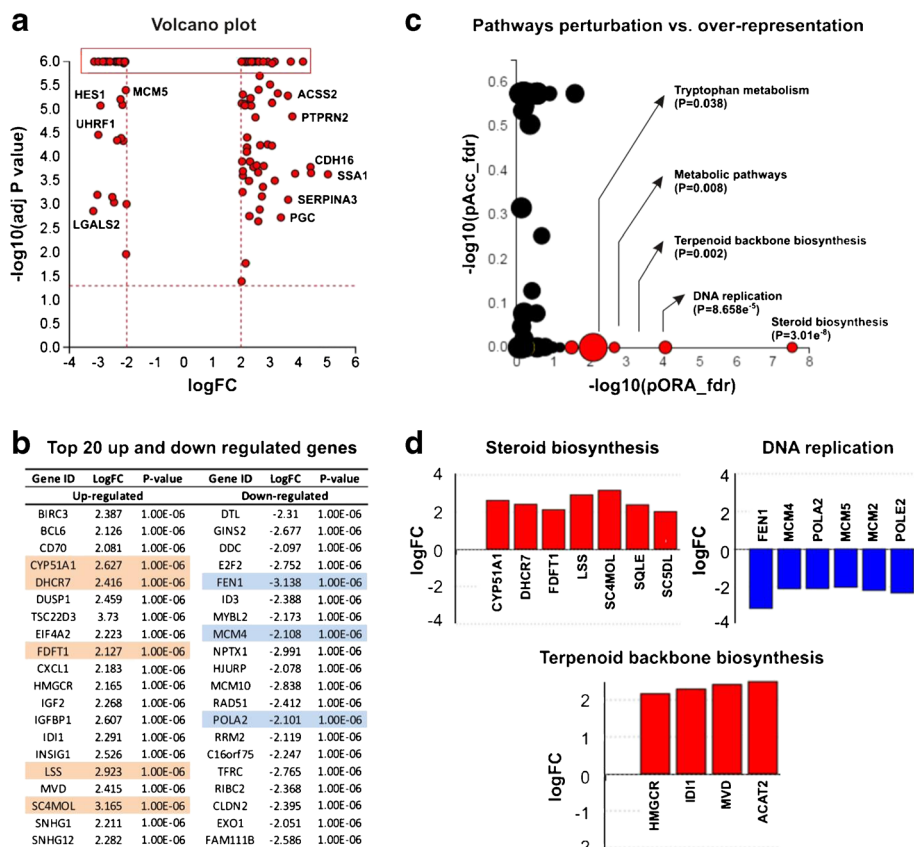 a
Volcano plot
-log10(adj P value)
6.0
5.5
5.0
4.5
4.0
3.5
3.0
2.5
2.0
1.5
1.0
0.5
0.0
HES1
MCM5
UHRF1
LGALS2
ACSS2
PTPRN2
CDH16
SSA1
SERPINA3
PGC
-4 -3 -2 -1 0 1 2 3 4 5 6
logFC
c
Pathways perturbation vs. over-representation
-log10(pAcc_fdr)
0.6
0.5
0.4
0.3
0.2
0.1
0.0
Tryptophan metabolism
(P=0.038)
Metabolic pathways
(P=0.008)
Terpenoid backbone biosynthesis
(P=0.002)
DNA replication
(P=8.658e-5)
Steroid biosynthesis
(P=3.01e-8)
0 1 2 3 4 5 6 7 8
-log10(pORA_fdr)
b
Top 20 up and down regulated genes
Gene ID LogFC P-value Gene ID LogFC P-value
Up-regulated Down-regulated
BIRC3 2.387 1.00E-06 DTL -2.31 1.00E-06
BCL6 2.126 1.00E-06 GINS2 -2.677 1.00E-06
CD70 2.081 1.00E-06 DDC -2.097 1.00E-06
CYP51A1 2.627 1.00E-06 E2F2 -2.752 1.00E-06
DHCR7 2.416 1.00E-06 FEN1 -3.138 1.00E-06
DUSP1 2.459 1.00E-06 ID3 -2.388 1.00E-06
TSC22D3 3.73 1.00E-06 MYBL2 -2.173 1.00E-06
EIF4A2 2.223 1.00E-06 MCM4 -2.108 1.00E-06
FDFT1 2.127 1.00E-06 NPTX1 -2.991 1.00E-06
CXCL1 2.183 1.00E-06 HJURP -2.078 1.00E-06
HMGCR 2.165 1.00E-06 MCM10 -2.838 1.00E-06
IGF2 2.268 1.00E-06 RAD51 -2.412 1.00E-06
IGFBP1 2.607 1.00E-06 POLA2 -2.101 1.00E-06
IDI1 2.291 1.00E-06 RRM2 -2.119 1.00E-06
INSIG1 2.526 1.00E-06 C16orf75 -2.247 1.00E-06
LSS 2.923 1.00E-06 TFRC -2.765 1.00E-06
MVD 2.415 1.00E-06 RIBC2 -2.368 1.00E-06
SC4MOL 3.165 1.00E-06 CLDN2 -2.395 1.00E-06
SNHG1 2.211 1.00E-06 EXO1 -2.051 1.00E-06
SNHG12 2.282 1.00E-06 FAM111B -2.586 1.00E-06
d
Steroid biosynthesis
logFC
4
2
0
-2
-4
CYP51A1 DHCR7 FDFT1 LSS SC4MOL SQLE SC5DL
DNA replication
logFC
4
2
0
-2
-4
FEN1 MCM4 POLA2 MCM5 MCM2 POLE2
Terpenoid backbone biosynthesis
logFC
2
1
0
-1
HMGCR IDI1 MVD ACAT2